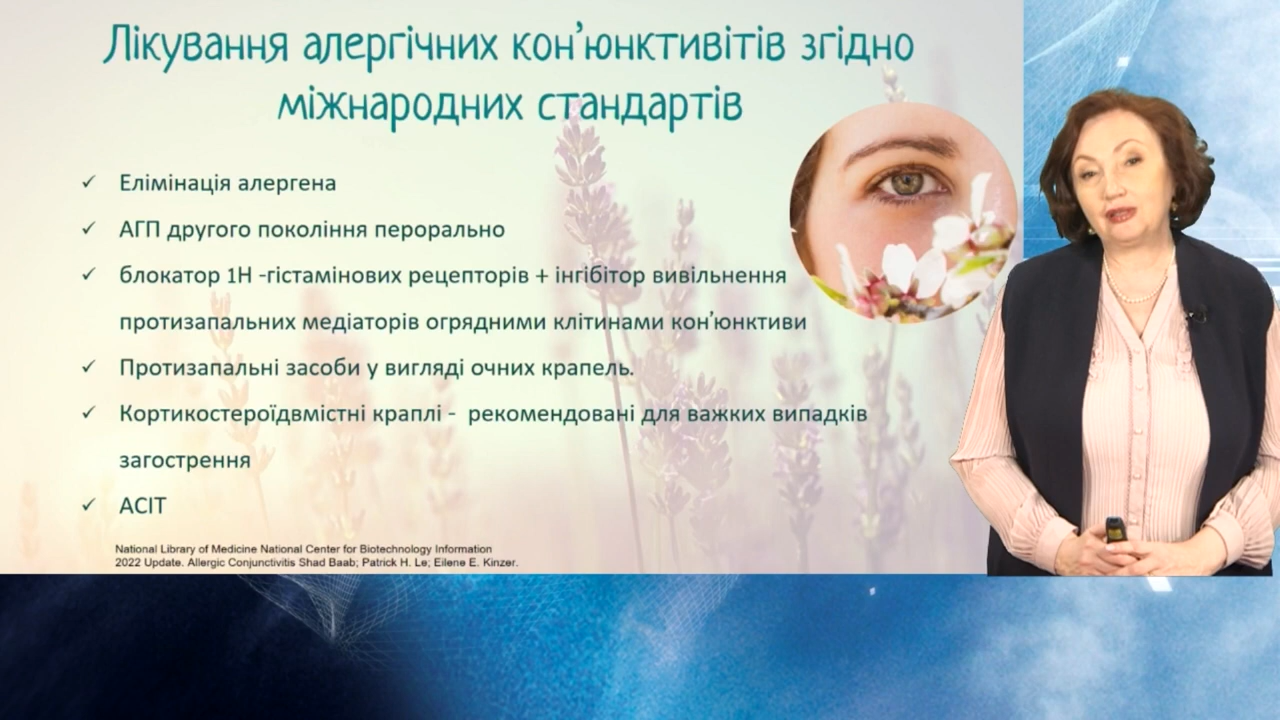 Лікування алергічних кон’юнктивітів згідно
міжнародних стандартів
✓ Елімінація алергена
✓ АГП другого покоління перорально
✓ блокатор 1Н -гістамінових рецепторів + інгібітор вивільнення
протизапальних медіаторів огрядними клітинами кон’юнктиви
✓ Протизапальні засоби у вигляді очних крапель.
✓ Кортикостероїдвмістні краплі - рекомендовані для важких випадків
загострення
✓ АСІТ
National Library of Medicine National Center for Biotechnology Information
2022 Update. Allergic Conjunctivitis Shad Baab; Patrick H. Le; Eilene E. Kinzer.